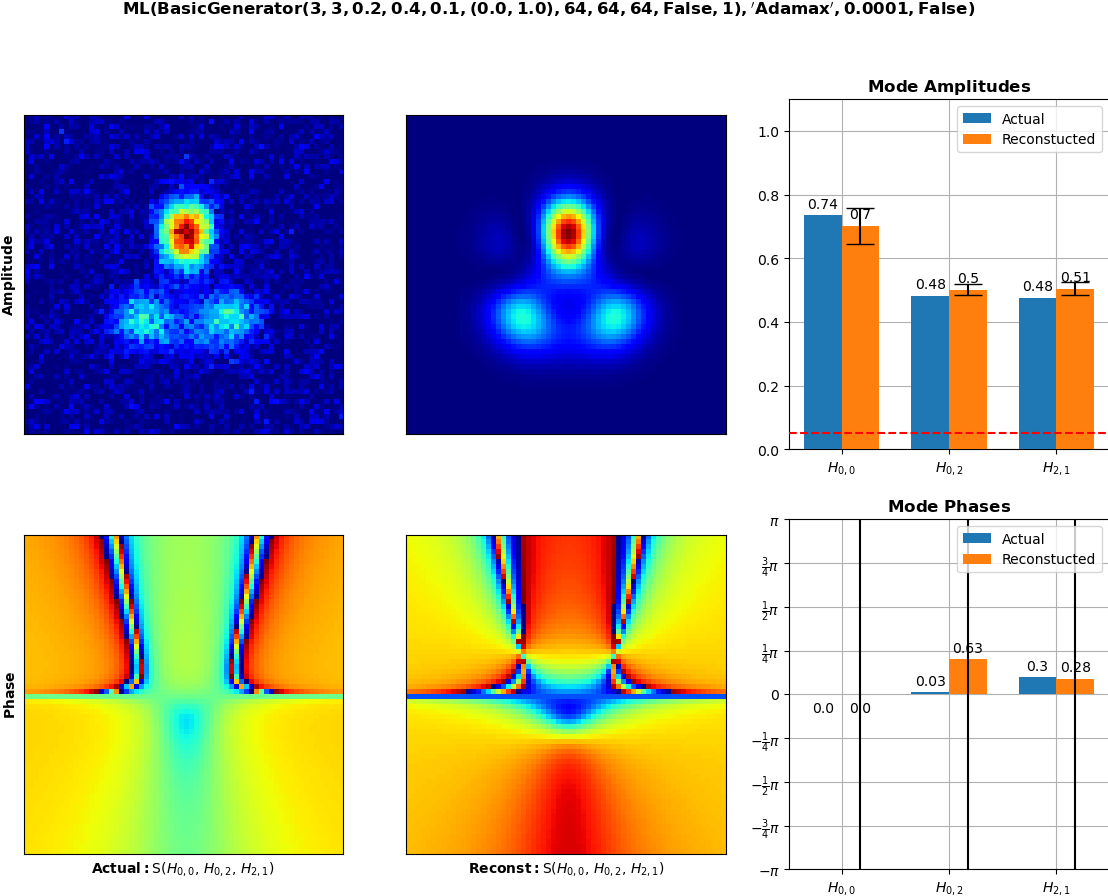 ML(BasicGenerator(3, 3, 0.2, 0.4, 0.1, (0.0, 1.0), 64, 64, 64, False, 1), 'Adamax', 0.0001, False)
Amplitude
Mode Amplitudes
Actual
Reconstucted
1.0
0.8
0.6
0.4
0.2
0.0
0.74
0.7
0.48
0.5
0.48
0.51
H0,0
H0,2
H2,1
Phase
Actual: S(H0,0, H0,2, H2,1)
Reconst: S(H0,0, H0,2, H2,1)
Mode Phases
Actual
Reconstucted
π
3/4π
1/2π
1/4π
0
−1/4π
−1/2π
−3/4π
−π
0.0
0.0
0.03
0.63
0.3
0.28
H0,0
H0,2
H2,1